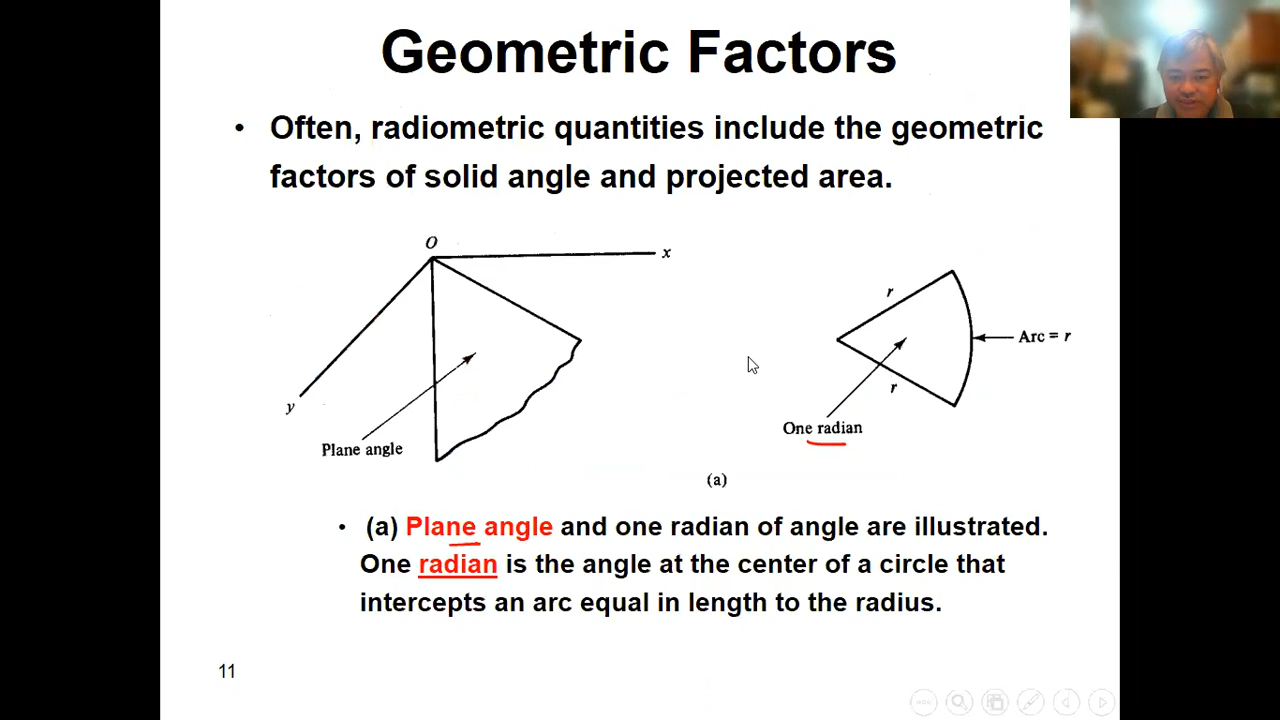 Geometric Factors
• Often, radiometric quantities include the geometric
factors of solid angle and projected area.
O
x
y
Plane angle
r
r
Arc = r
One radian
(a)
• (a) Plane angle and one radian of angle are illustrated.
One radian is the angle at the center of a circle that
intercepts an arc equal in length to the radius.
11